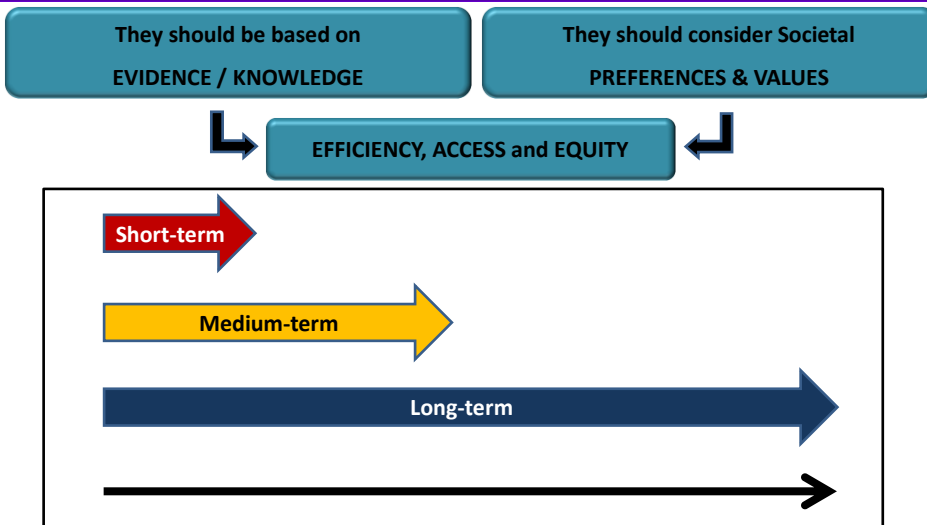 They should be based on
EVIDENCE / KNOWLEDGE
They should consider Societal
PREFERENCES & VALUES
EFFICIENCY, ACCESS and EQUITY
Short-term
Medium-term
Long-term